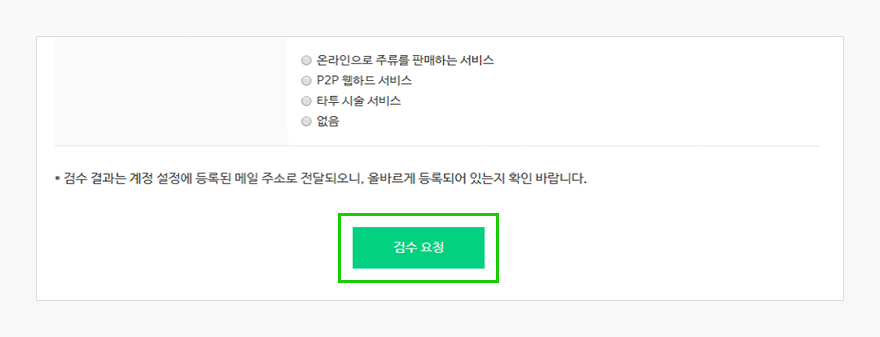 온라인으로 주류를 판매하는 서비스
P2P 웹하드 서비스
타투 시술 서비스
없음
* 검수 결과는 계정 설정에 등록된 메일 주소로 전달되오니, 올바르게 등록되어 있는지 확인 바랍니다.
검수 요청